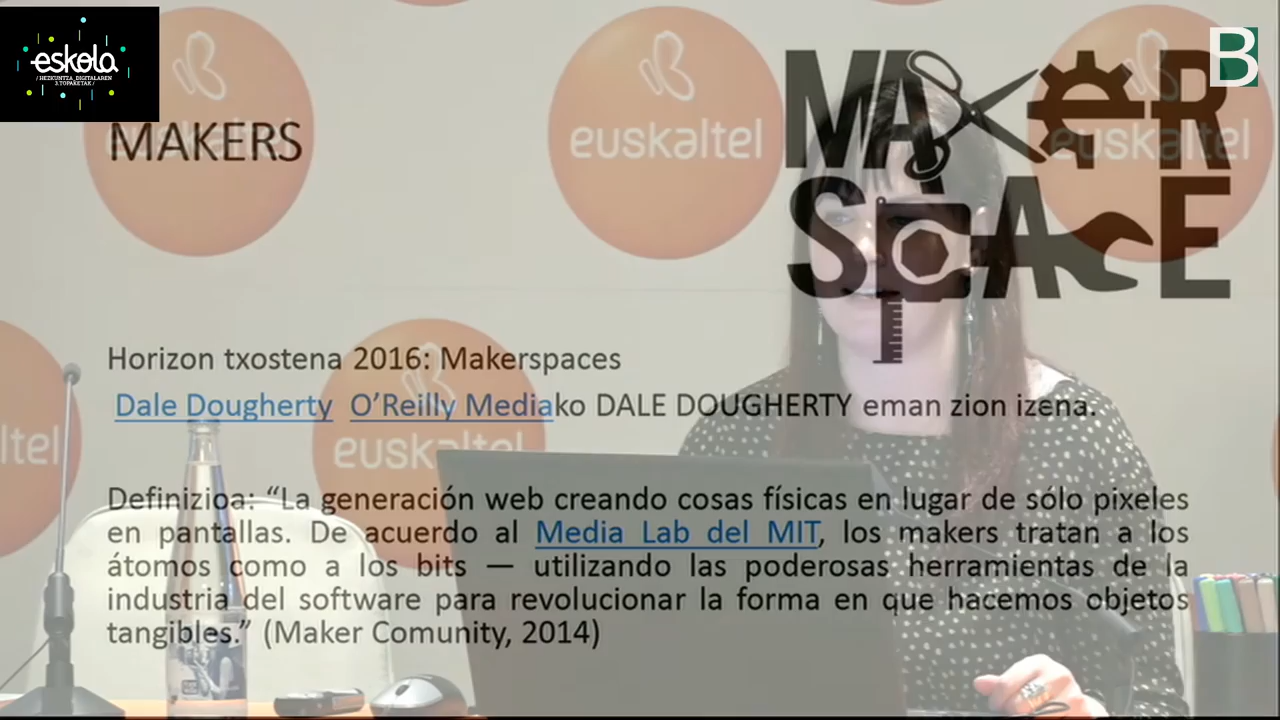 eskola
/ HEZKUNTZA_DIGITALAREN
3.TOPAKETAK /
B
MAKERS
MAKER
SPACE
euskaltel
euskaltel
euskaltel
Horizon txostena 2016: Makerspaces
Dale Dougherty O’Reilly Mediako DALE DOUGHERTY eman zion izena.
Definizioa: “La generación web creando cosas físicas en lugar de sólo pixeles
en pantallas. De acuerdo al Media Lab del MIT, los makers tratan a los
átomos como a los bits — utilizando las poderosas herramientas de la
industria del software para revolucionar la forma en que hacemos objetos
tangibles.” (Maker Comunity, 2014)